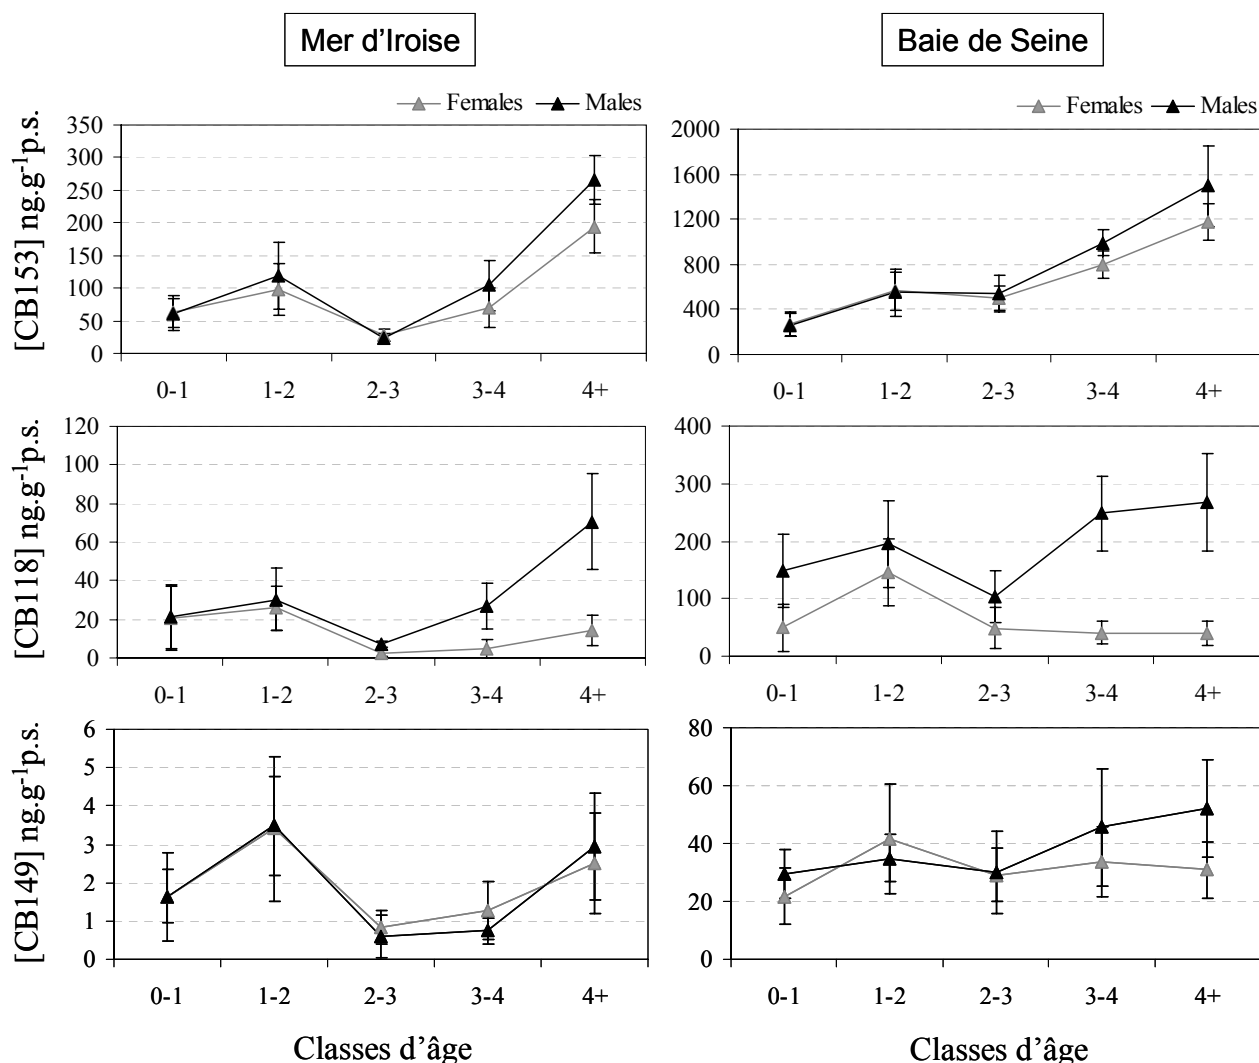 Mer d'Iroise
Baie de Seine
Females Males
Females Males
[CB153] ng.g-1p.s.
350
300
250
200
150
100
50
0
0-1 1-2 2-3 3-4 4+
2000
1600
1200
800
400
0
0-1 1-2 2-3 3-4 4+
[CB118] ng.g-1p.s.
120
100
80
60
40
20
0
0-1 1-2 2-3 3-4 4+
400
300
200
100
0
0-1 1-2 2-3 3-4 4+
[CB149] ng.g-1p.s.
6
5
4
3
2
1
0
0-1 1-2 2-3 3-4 4+
Classes d'âge
80
60
40
20
0
0-1 1-2 2-3 3-4 4+
Classes d'âge